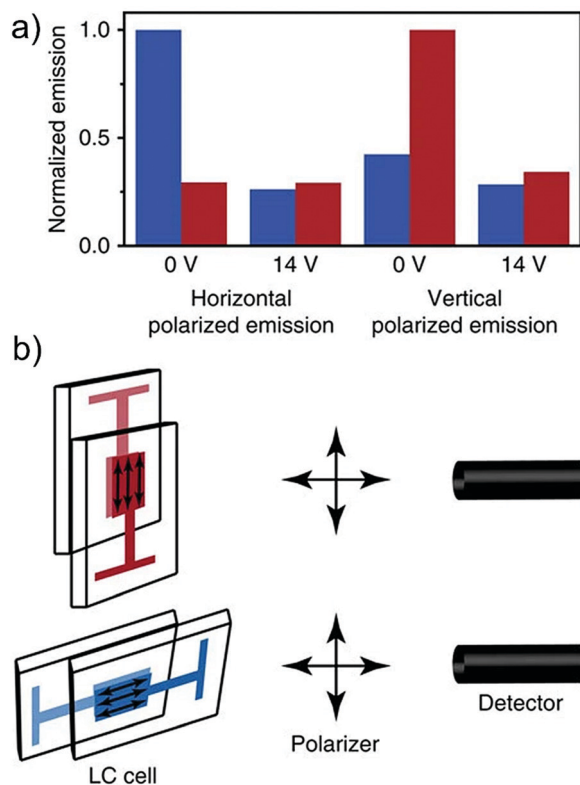 a)
Normalized emission
1.0
0.5
0.0
0 V 14 V 0 V 14 V
Horizontal Vertical
polarized emission polarized emission
b)
Detector
Polarizer
LC cell